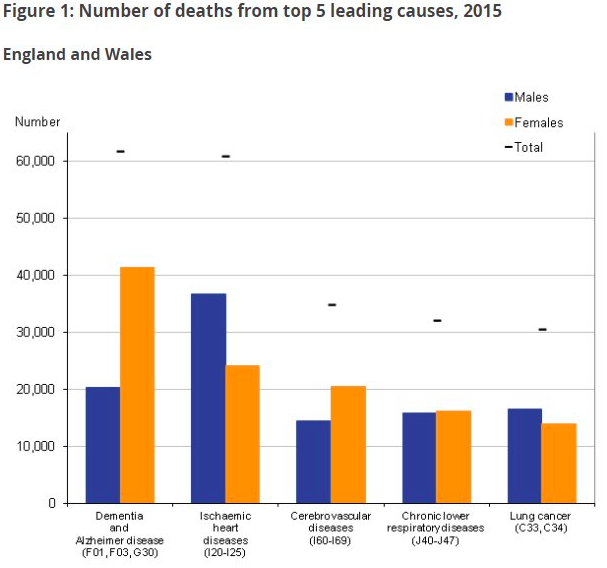 Figure 1: Number of deaths from top 5 leading causes, 2015
England and Wales
Males
Females
Total
Number
60,000
50,000
40,000
30,000
20,000
10,000
0
Dementia
and
Alzheimer disease
(F01, F03, G30)
Ischaemic
heart
diseases
(I20-I25)
Cerebrovascular
diseases
(I60-I69)
Chronic lower
respiratory diseases
(J40-J47)
Lung cancer
(C33, C34)